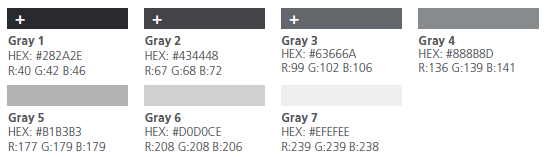 + + +
Gray 1 Gray 2 Gray 3 Gray 4
HEX: #282A2E HEX: #434448 HEX: #63666A HEX: #888B8D
R:40 G:42 B:46 R:67 G:68 B:72 R:99 G:102 B:106 R:136 G:139 B:141
Gray 5 Gray 6 Gray 7
HEX: #B1B3B3 HEX: #D0D0CE HEX: #EFEFEE
R:177 G:179 B:179 R:208 G:208 B:206 R:239 G:239 B:238